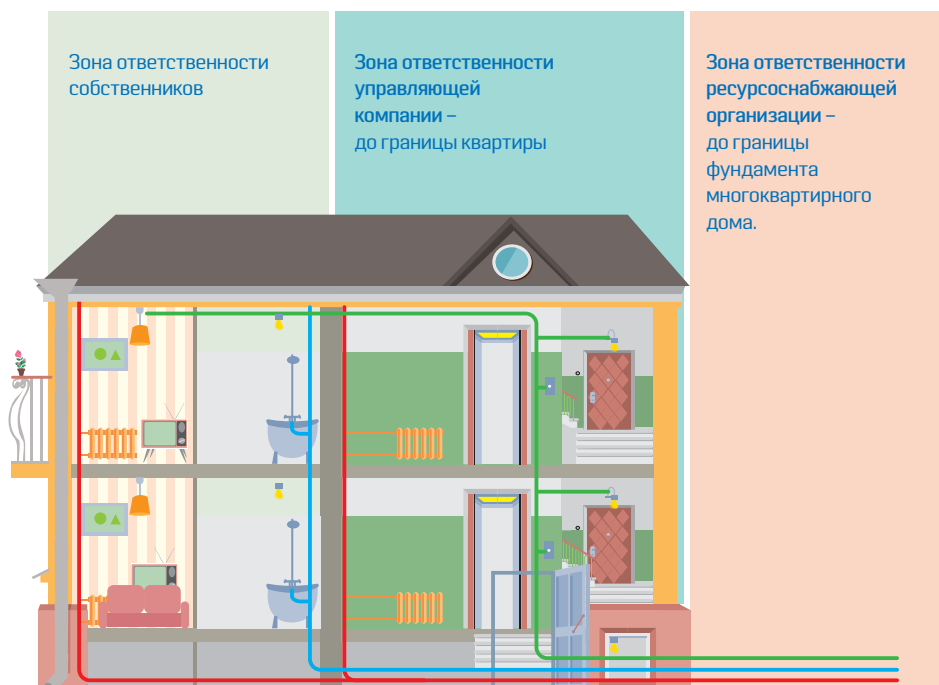 Зона ответственности
собственников
Зона ответственности
управляющей
компании –
до границы квартиры
Зона ответственности
ресурсоснабжающей
организации –
до границы
фундамента
многоквартирного
дома.